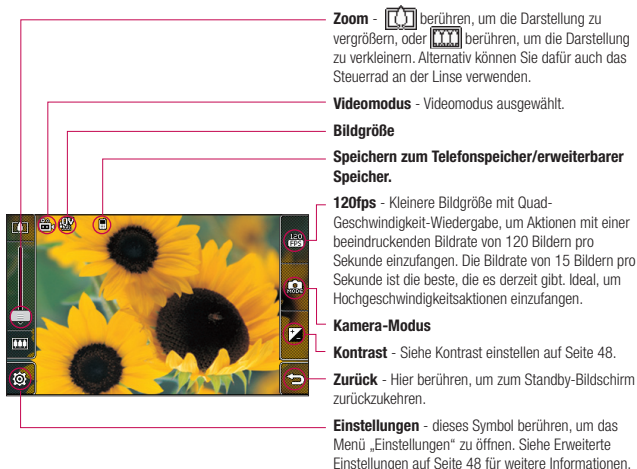 Zoom - berühren, um die Darstellung zu
vergrößern, oder berühren, um die Darstellung
zu verkleinern. Alternativ können Sie dafür auch das
Steuerrad an der Linse verwenden.
Videomodus - Videomodus ausgewählt.
Bildgröße
Speichern zum Telefonspeicher/erweiterbarer
Speicher.
120fps - Kleinere Bildgröße mit Quad-
Geschwindigkeit-Wiedergabe, um Aktionen mit einer
beeindruckenden Bildrate von 120 Bildern pro
Sekunde einzufangen. Die Bildrate von 15 Bildern pro
Sekunde ist die beste, die es derzeit gibt. Ideal, um
Hochgeschwindigkeitsaktionen einzufangen.
Kamera-Modus
Kontrast - Siehe Kontrast einstellen auf Seite 48.
Zurück - Hier berühren, um zum Standby-Bildschirm
zurückzukehren.
Einstellungen - dieses Symbol berühren, um das
Menü „Einstellungen“ zu öffnen. Siehe Erweiterte
Einstellungen auf Seite 48 für weitere Informationen.
120
FPS
MODE